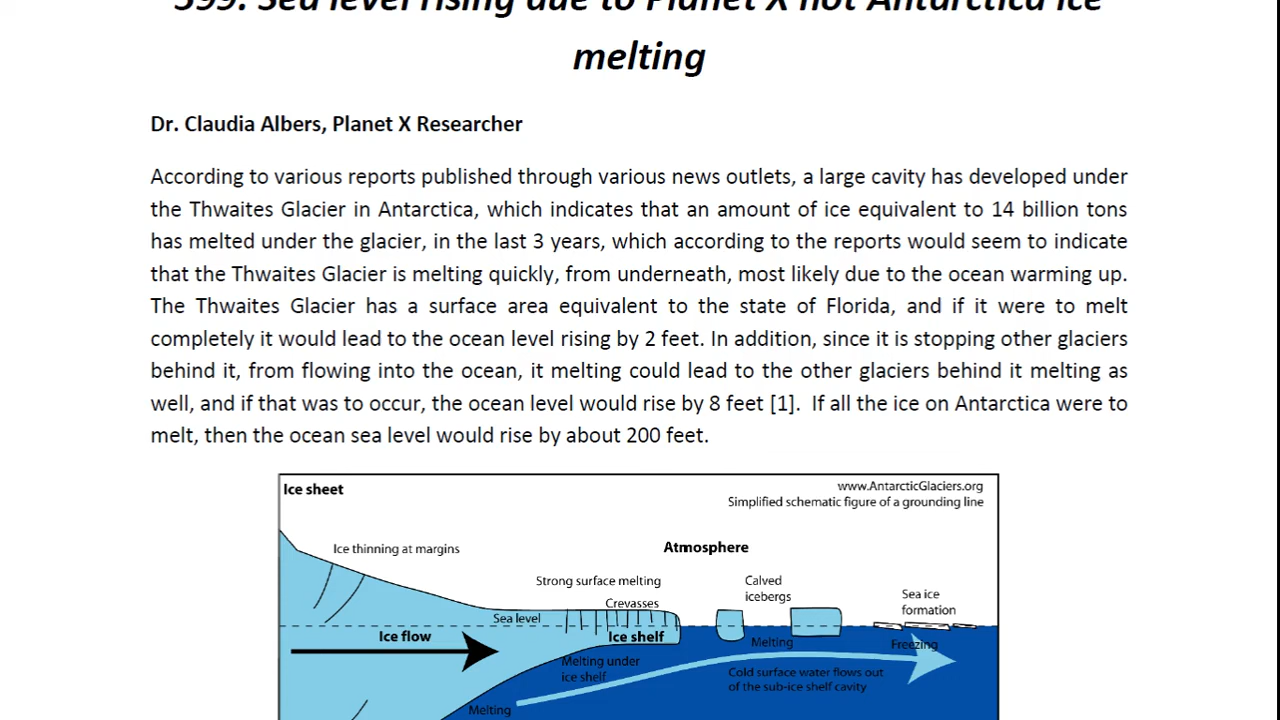 399. Sea level rising due to Planet X not Antarctica ice
melting
Dr. Claudia Albers, Planet X Researcher
According to various reports published through various news outlets, a large cavity has developed under
the Thwaites Glacier in Antarctica, which indicates that an amount of ice equivalent to 14 billion tons
has melted under the glacier, in the last 3 years, which according to the reports would seem to indicate
that the Thwaites Glacier is melting quickly, from underneath, most likely due to the ocean warming up.
The Thwaites Glacier has a surface area equivalent to the state of Florida, and if it were to melt
completely it would lead to the ocean level rising by 2 feet. In addition, since it is stopping other glaciers
behind it, from flowing into the ocean, it melting could lead to the other glaciers behind it melting as
well, and if that was to occur, the ocean level would rise by 8 feet [1].  If all the ice on Antarctica were to
melt, then the ocean sea level would rise by about 200 feet.
Ice sheet
www.AntarcticGlaciers.org
Simplified schematic figure of a grounding line
Ice thinning at margins
Atmosphere
Strong surface melting
Calved
icebergs
Crevasses
Sea ice
formation
Sea level
Ice flow
Ice shelf
Melting
Freezing
Melting under
ice shelf
Cold surface water flows out
of the sub-ice shelf cavity
Melting